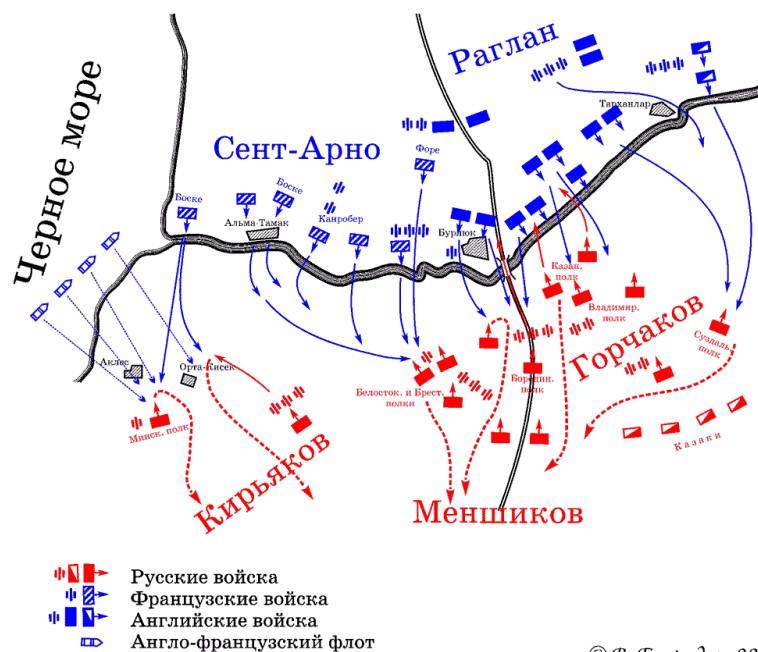 Раглан
Тарханлар
Черное море
Сент-Арно
Форе
Боске
Боске
Альма-Тамак
Канробер
Бурлюк
Казан.
полк
Владимир.
полк
Горчаков
Суздаль.
полк
Аклес
Орта-Кисек
Минск. полк
Белосток. и Брест.
полки
Бородин.
полк
Казаки
Кирьяков
Меншиков
Русские войска
Французские войска
Английские войска
Англо-французский флот